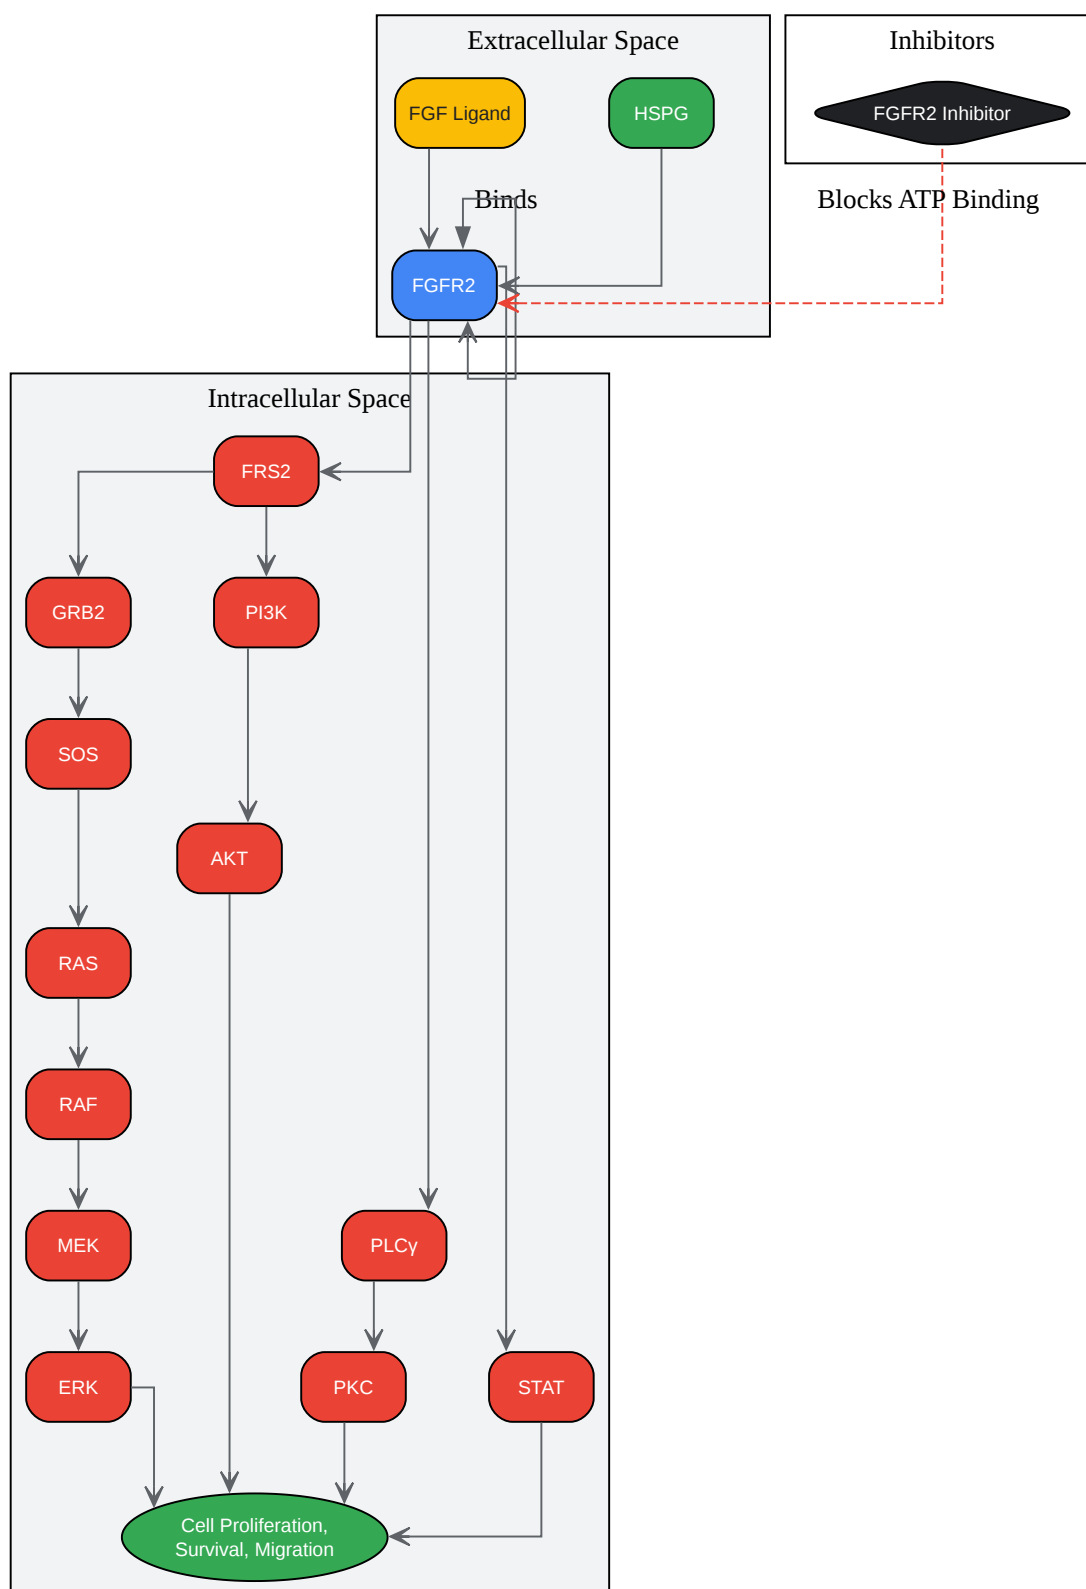 Extracellular Space
Inhibitors
FGF Ligand
HSPG
FGFR2 Inhibitor
Binds
Blocks ATP Binding
FGFR2
Intracellular Space
FRS2
GRB2
PI3K
SOS
AKT
RAS
RAF
MEK
PLCγ
ERK
PKC
STAT
Cell Proliferation,
Survival, Migration